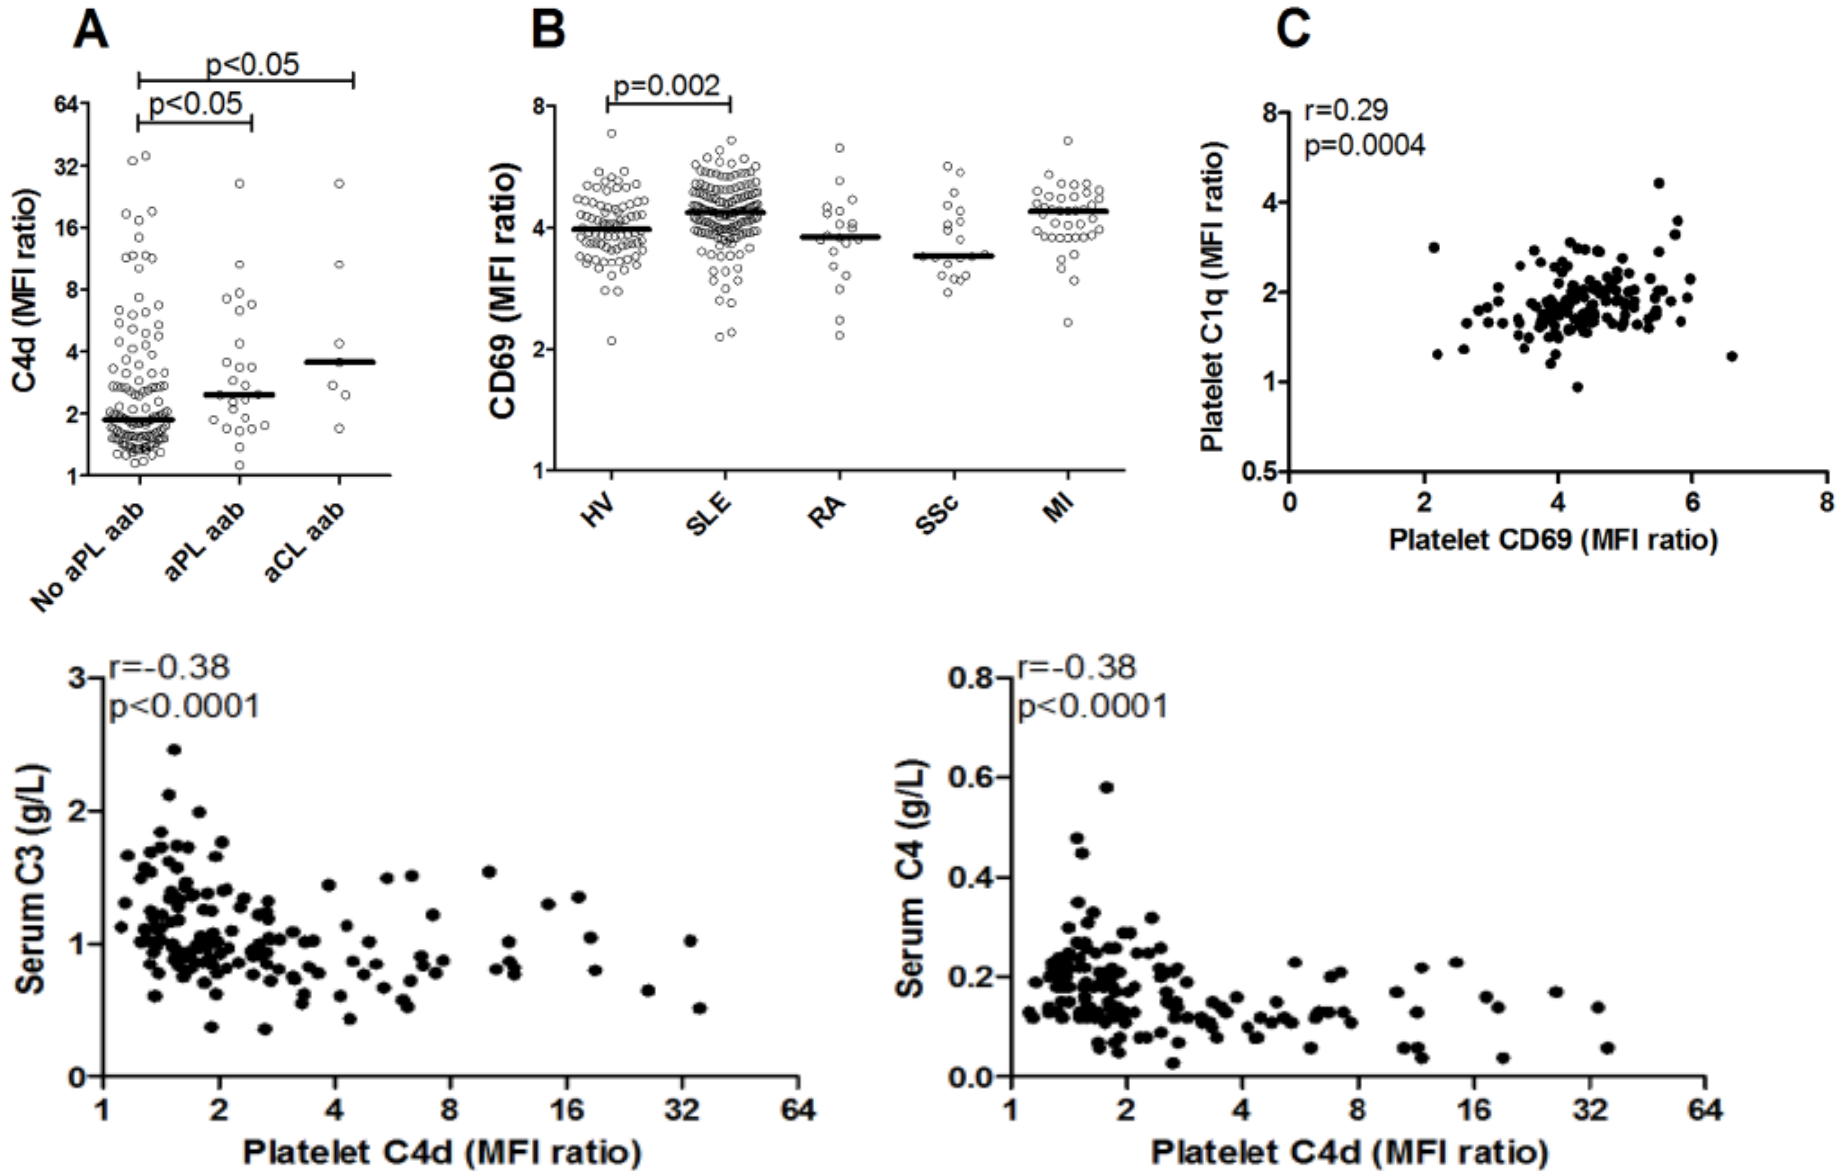 A
p<0.05
p<0.05
64
32
16
8
4
2
1
C4d (MFI ratio)
No aPL aab
aPL aab
aCL aab
B
p=0.002
8
4
2
1
CD69 (MFI ratio)
HV
SLE
RA
SSc
MI
C
r=0.29
p=0.0004
8
4
2
1
0.5
Platelet C1q (MFI ratio)
0 2 4 6 8
Platelet CD69 (MFI ratio)
r=-0.38
p<0.0001
3
2
1
0
Serum C3 (g/L)
1 2 4 8 16 32 64
Platelet C4d (MFI ratio)
r=-0.38
p<0.0001
0.8
0.6
0.4
0.2
0.0
Serum C4 (g/L)
1 2 4 8 16 32 64
Platelet C4d (MFI ratio)